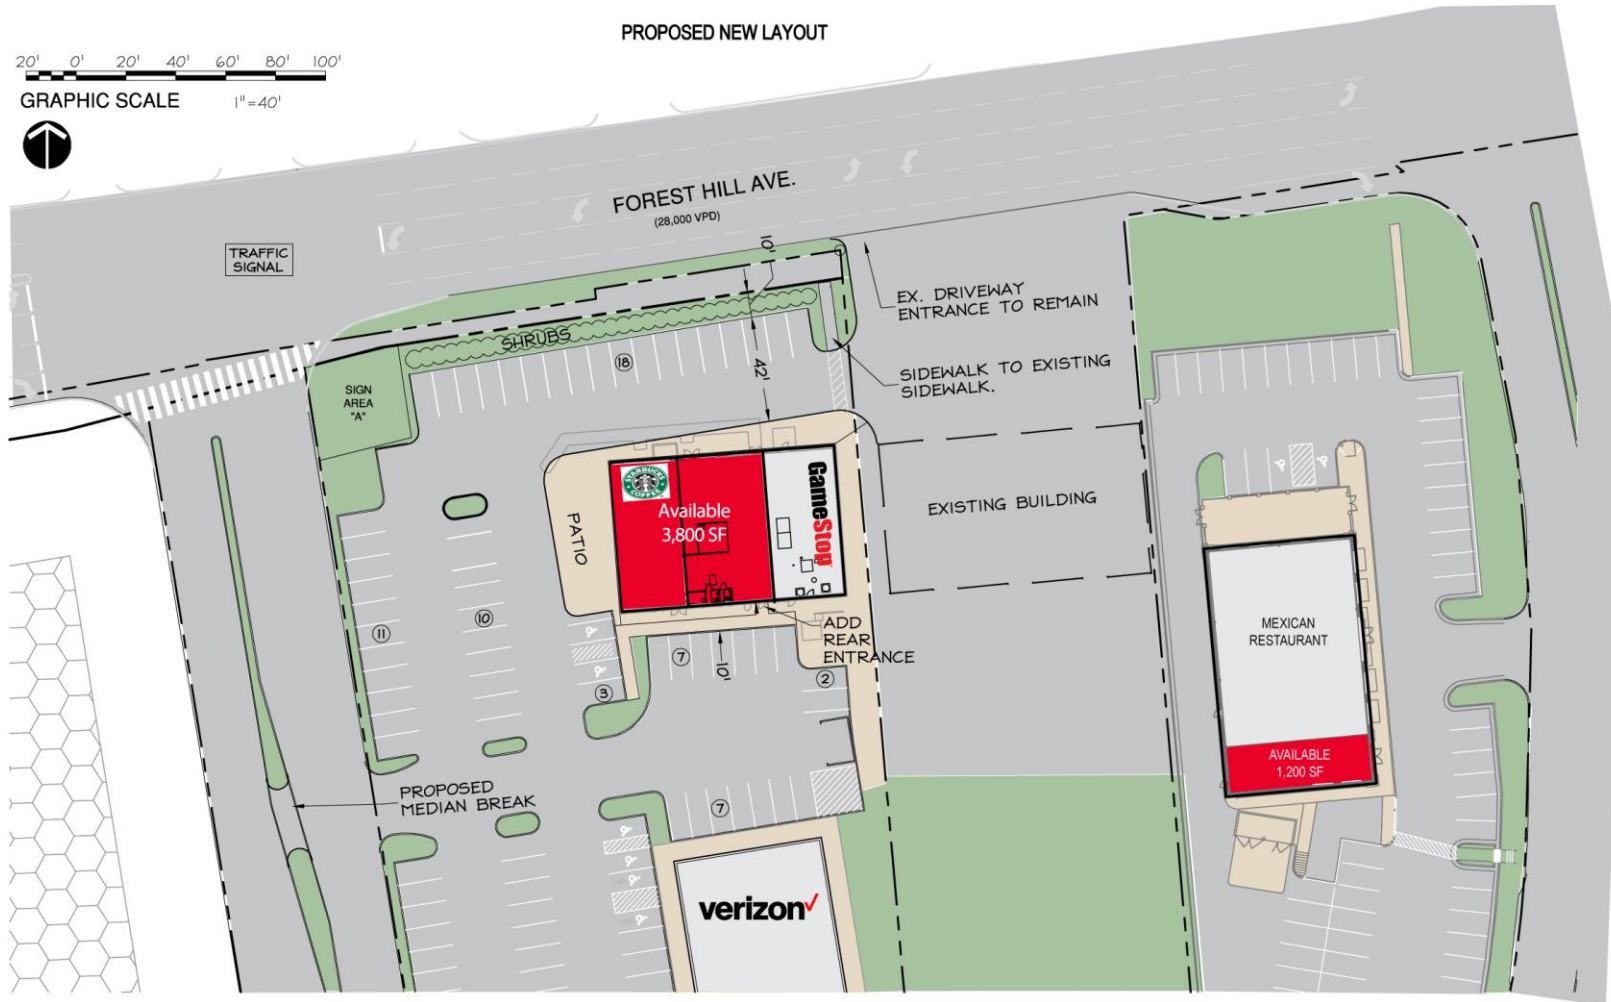 PROPOSED NEW LAYOUT
20' 0' 20' 40' 60' 80' 100'
GRAPHIC SCALE 1"=40'
FOREST HILL AVE.
(28,000 VPD)
TRAFFIC
SIGNAL
10'
EX. DRIVEWAY
ENTRANCE TO REMAIN
SHRUBS
18
42'
SIDEWALK TO EXISTING
SIDEWALK.
SIGN
AREA
"A"
STARBUCKS
COFFEE
Available
3,800 SF
GameStop
PATIO
EXISTING BUILDING
11
10
ADD
REAR
ENTRANCE
7
10'
2
3
MEXICAN
RESTAURANT
AVAILABLE
1,200 SF
PROPOSED
MEDIAN BREAK
7
verizon